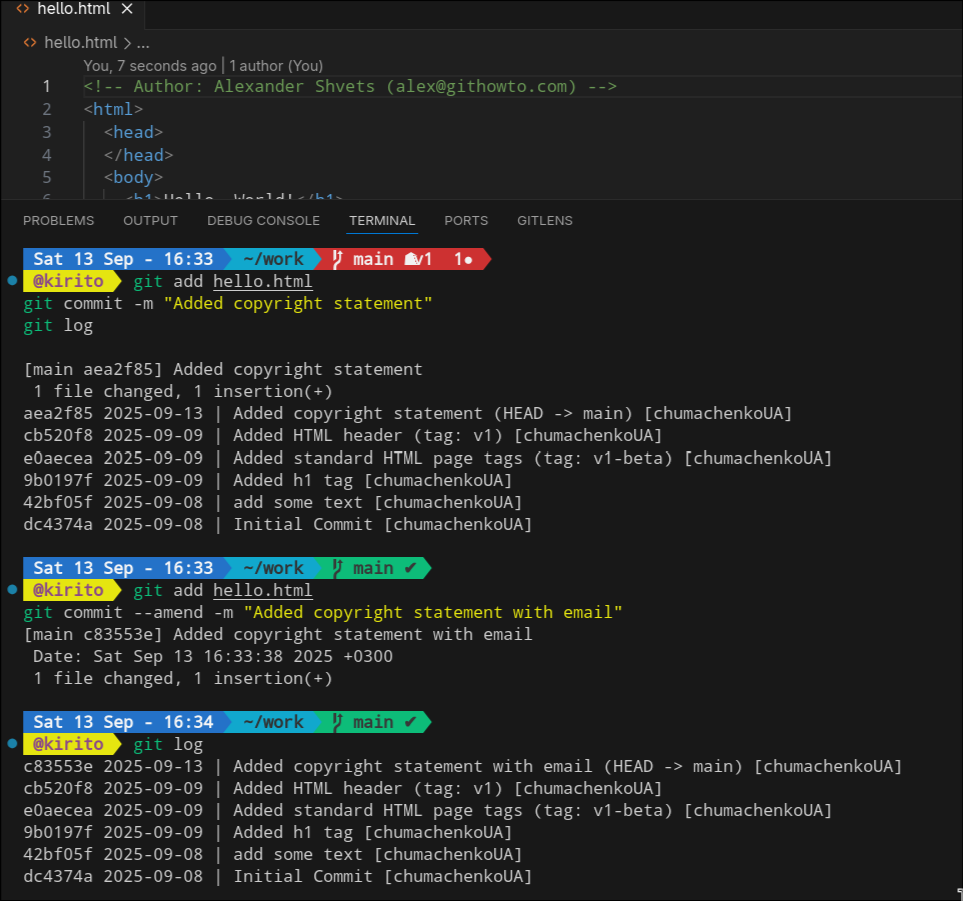 hello.html
hello.html > ...
You, 7 seconds ago | 1 author (You)
1 <!-- Author: Alexander Shvets (alex@githowto.com) -->
2 <html>
3 <head>
4 </head>
5 <body>
6 <h1>Hello, World!</h1>
PROBLEMS OUTPUT DEBUG CONSOLE TERMINAL PORTS GITLENS
Sat 13 Sep - 16:33 ~/work main v1 1●
@kirito git add hello.html
git commit -m "Added copyright statement"
git log
[main aea2f85] Added copyright statement
1 file changed, 1 insertion(+)
aea2f85 2025-09-13 | Added copyright statement (HEAD -> main) [chumachenkoUA]
cb520f8 2025-09-09 | Added HTML header (tag: v1) [chumachenkoUA]
e0aecea 2025-09-09 | Added standard HTML page tags (tag: v1-beta) [chumachenkoUA]
9b0197f 2025-09-09 | Added h1 tag [chumachenkoUA]
42bf05f 2025-09-08 | add some text [chumachenkoUA]
dc4374a 2025-09-08 | Initial Commit [chumachenkoUA]
Sat 13 Sep - 16:33 ~/work main ✔
@kirito git add hello.html
git commit --amend -m "Added copyright statement with email"
[main c83553e] Added copyright statement with email
Date: Sat Sep 13 16:33:38 2025 +0300
1 file changed, 1 insertion(+)
Sat 13 Sep - 16:34 ~/work main ✔
@kirito git log
c83553e 2025-09-13 | Added copyright statement with email (HEAD -> main) [chumachenkoUA]
cb520f8 2025-09-09 | Added HTML header (tag: v1) [chumachenkoUA]
e0aecea 2025-09-09 | Added standard HTML page tags (tag: v1-beta) [chumachenkoUA]
9b0197f 2025-09-09 | Added h1 tag [chumachenkoUA]
42bf05f 2025-09-08 | add some text [chumachenkoUA]
dc4374a 2025-09-08 | Initial Commit [chumachenkoUA]